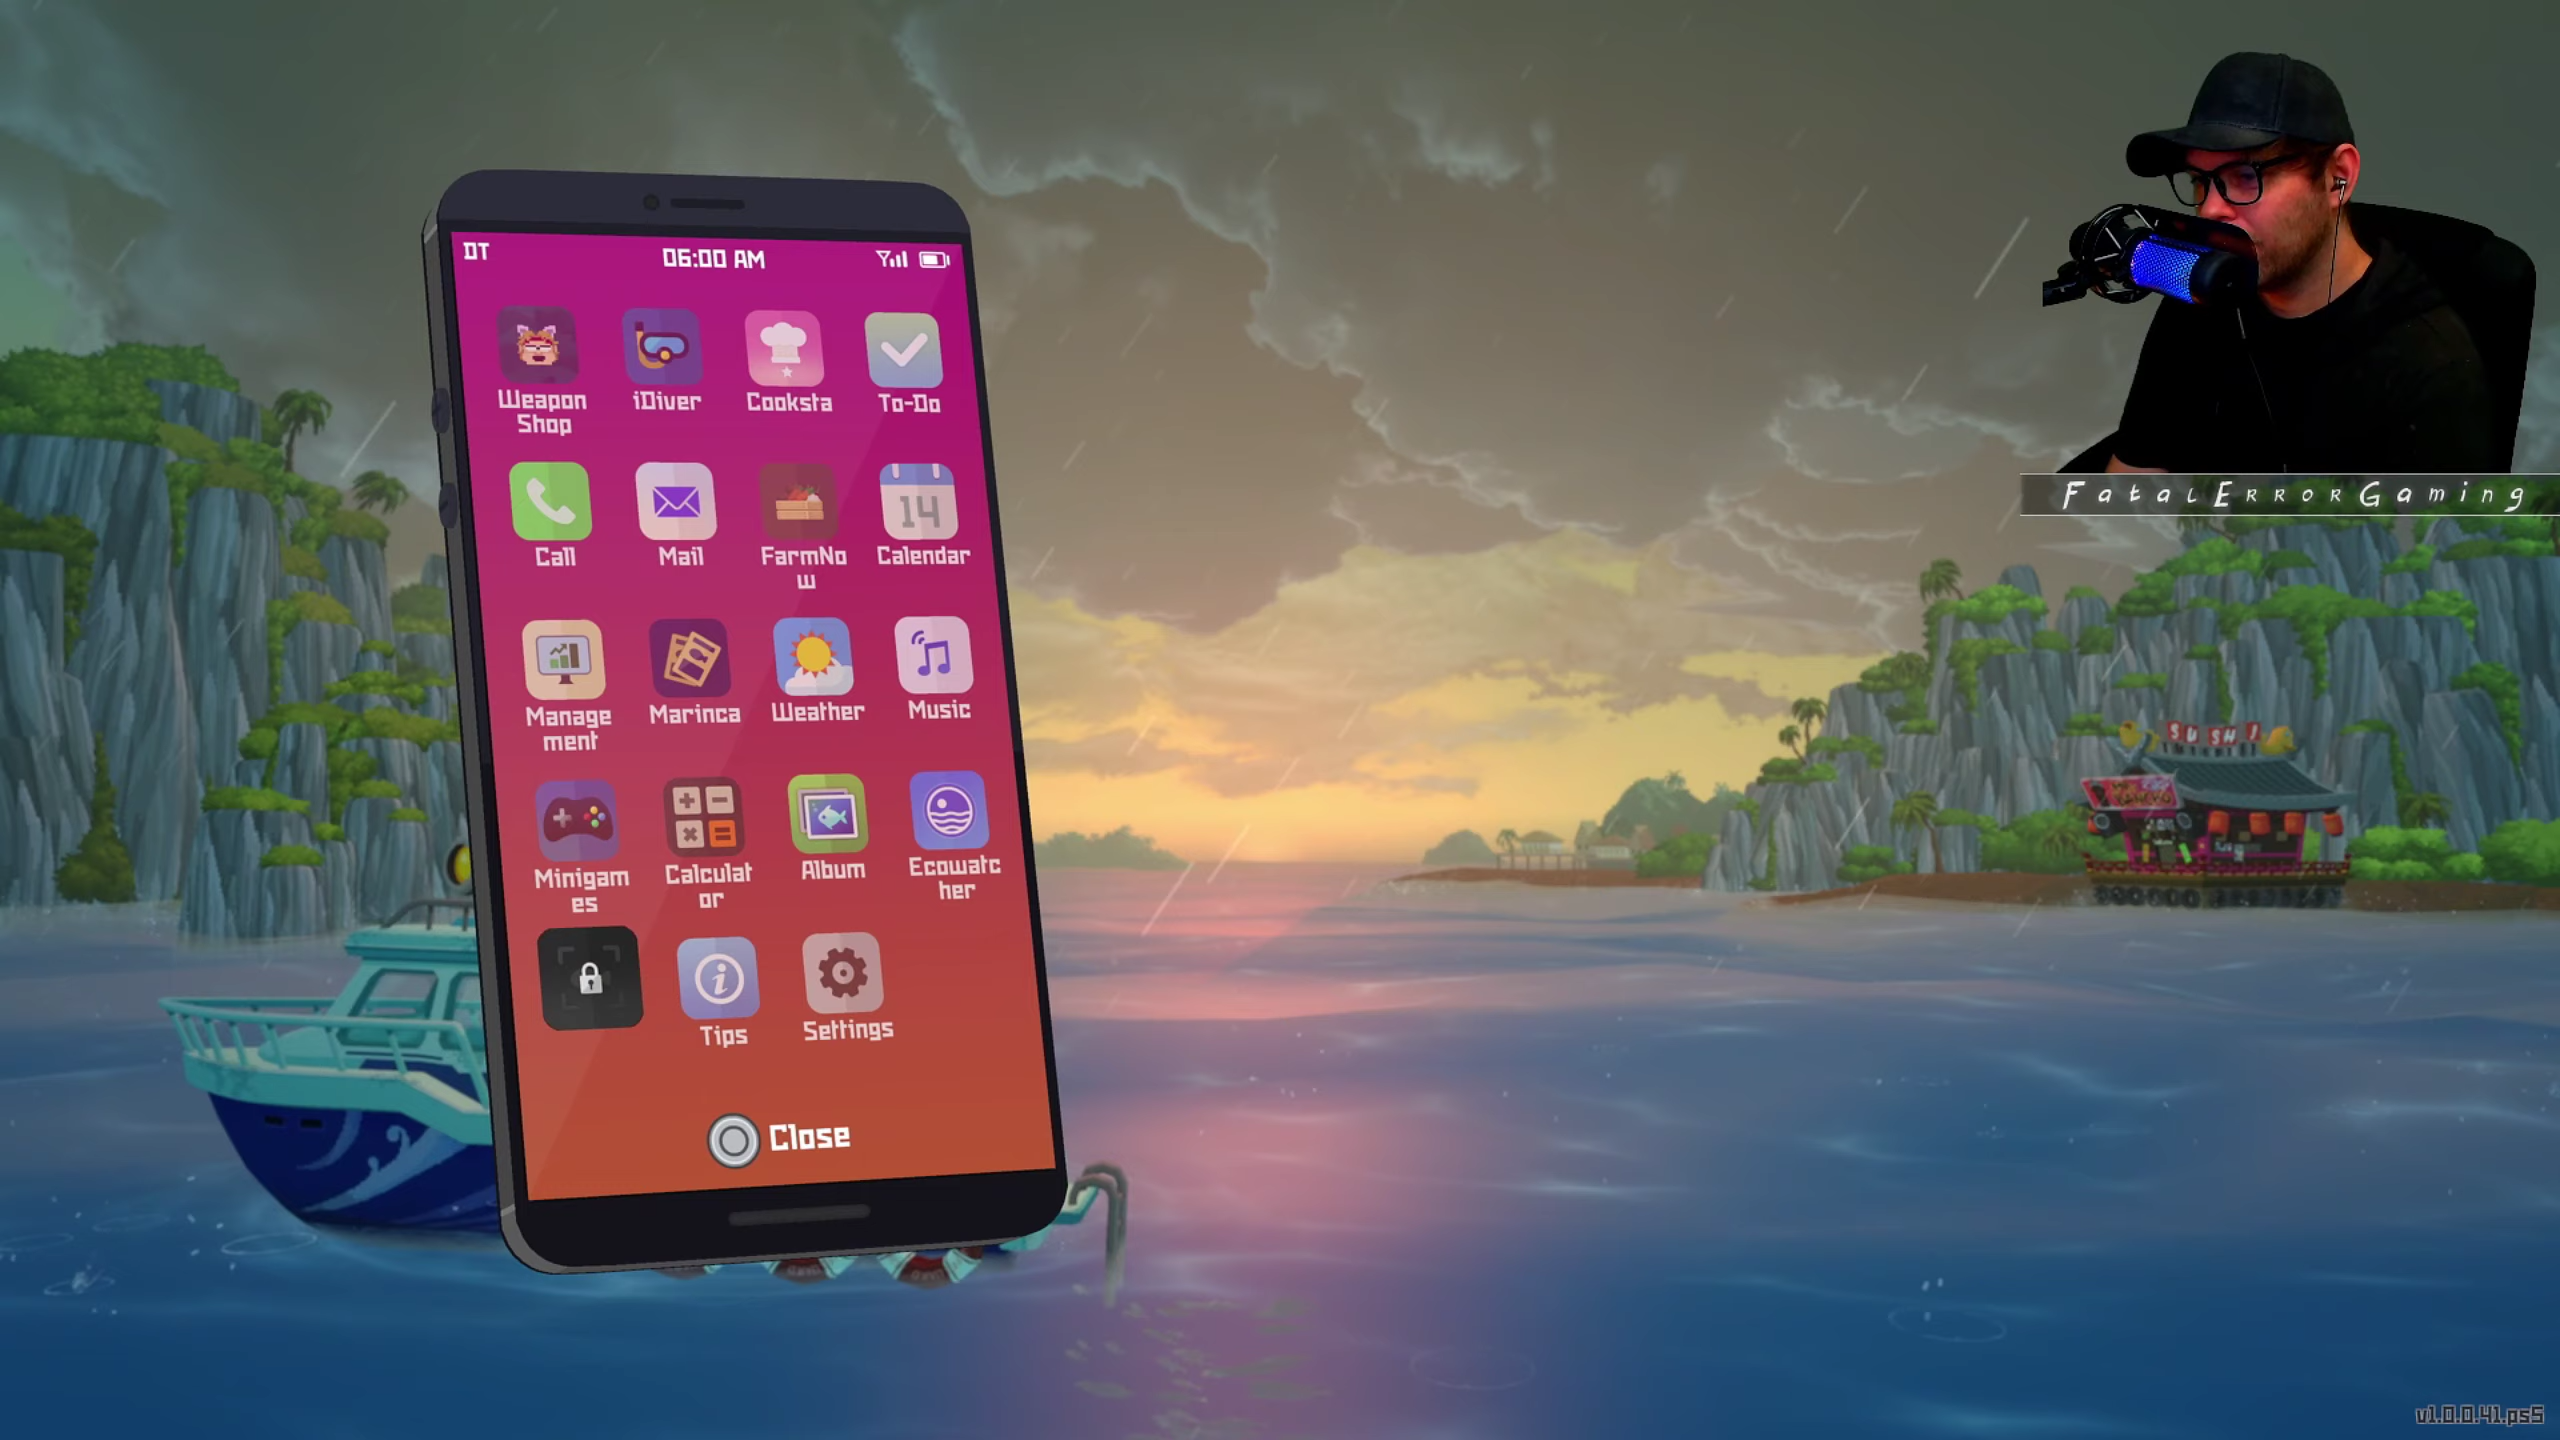 DT
06:00 AM
Weapon
Shop
iDiver
Cooksta
To-Do
Call
Mail
FarmNo
w
14
Calendar
Manage
ment
Marinca
Weather
Music
Minigam
es
Calculat
or
Album
Ecowatc
her
Tips
Settings
Close
FatalErrorGaming
SUSHI
v1.0.0.41.ps5